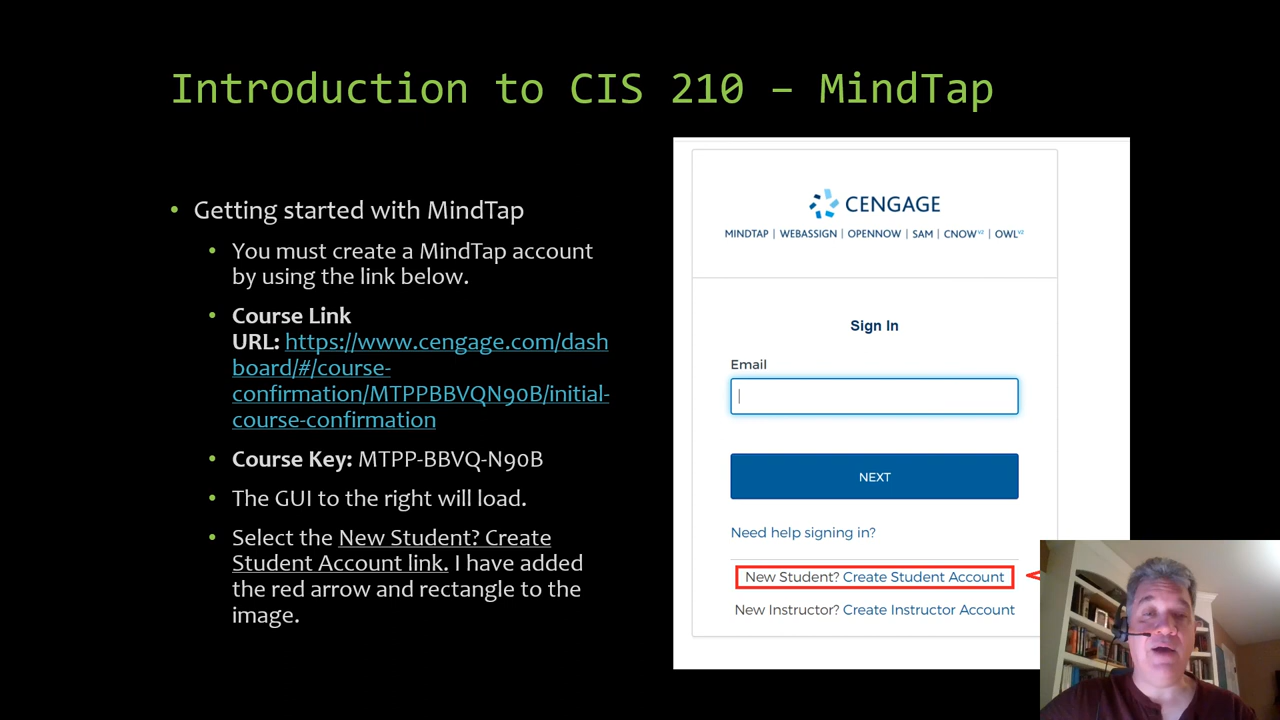 Introduction to CIS 210 – MindTap
• Getting started with MindTap
• You must create a MindTap account
by using the link below.
• Course Link
URL: https://www.cengage.com/dash
board/#/course-
confirmation/MTPPBBVQN90B/initial-
course-confirmation
• Course Key: MTPP-BBVQ-N90B
• The GUI to the right will load.
• Select the New Student? Create
Student Account link. I have added
the red arrow and rectangle to the
image.
CENGAGE
MINDTAP | WEBASSIGN | OPENNOW | SAM | CNOWV2 | OWLV2
Sign In
Email
NEXT
Need help signing in?
New Student? Create Student Account
New Instructor? Create Instructor Account